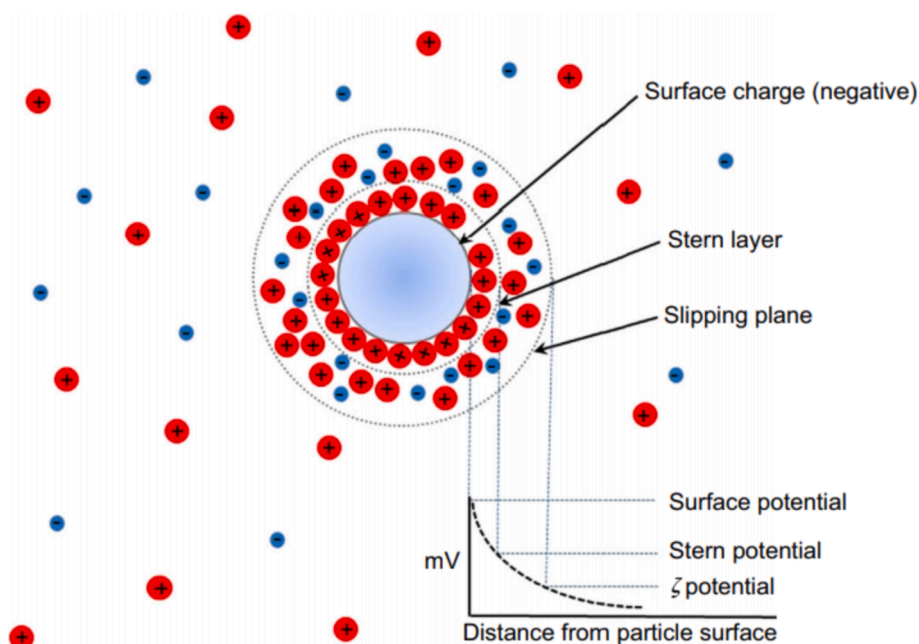 Surface charge (negative)
Stern layer
Slipping plane
Surface potential
mV
Stern potential
ζ potential
Distance from particle surface